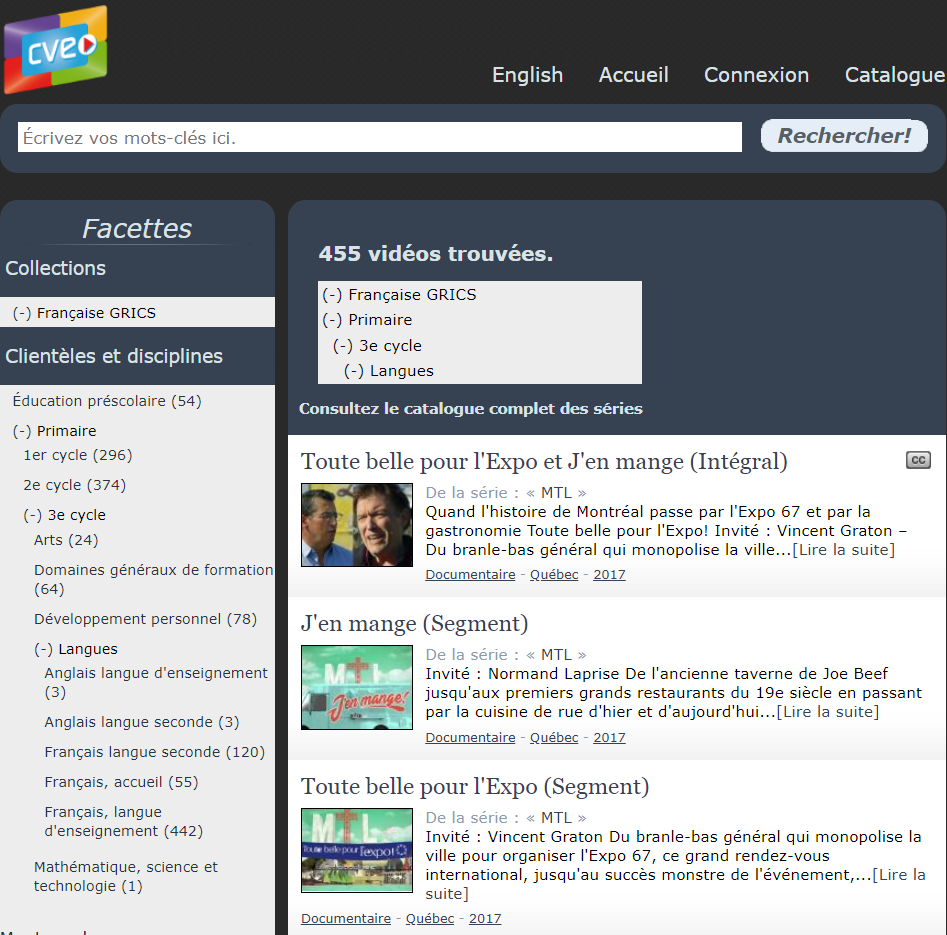 cve
English Accueil Connexion Catalogue
Écrivez vos mots-clés ici.
Rechercher!
Facettes
Collections
(-) Française GRICS
Clientèles et disciplines
Éducation préscolaire (54)
(-) Primaire
1er cycle (296)
2e cycle (374)
(-) 3e cycle
Arts (24)
Domaines généraux de formation
(64)
Développement personnel (78)
(-) Langues
Anglais langue d'enseignement
(3)
Anglais langue seconde (3)
Français langue seconde (120)
Français, accueil (55)
Français, langue
d'enseignement (442)
Mathématique, science et
technologie (1)
455 vidéos trouvées.
(-) Française GRICS
(-) Primaire
(-) 3e cycle
(-) Langues
Consultez le catalogue complet des séries
Toute belle pour l'Expo et J'en mange (Intégral)
CC
De la série : « MTL »
Quand l'histoire de Montréal passe par l'Expo 67 et par la
gastronomie Toute belle pour l'Expo! Invité : Vincent Graton –
Du branle-bas général qui monopolise la ville...[Lire la suite]
Documentaire - Québec - 2017
J'en mange (Segment)
MTL
J'en mange!
De la série : « MTL »
Invité : Normand Laprise De l'ancienne taverne de Joe Beef
jusqu'aux premiers grands restaurants du 19e siècle en passant
par la cuisine de rue d'hier et d'aujourd'hui...[Lire la suite]
Documentaire - Québec - 2017
Toute belle pour l'Expo (Segment)
MTL
Toute belle pour l'expo!
De la série : « MTL »
Invité : Vincent Graton Du branle-bas général qui monopolise la
ville pour organiser l'Expo 67, ce grand rendez-vous
international, jusqu'au succès monstre de l'événement,...[Lire la
suite]
Documentaire - Québec - 2017